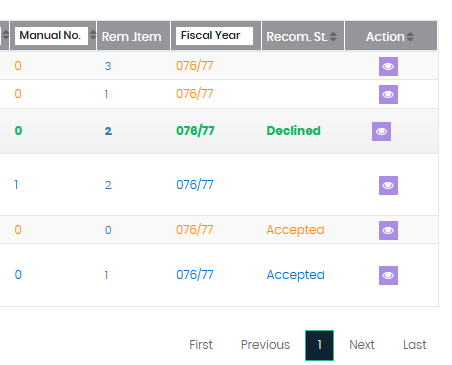 Manual No. Rem .Item Fiscal Year Recom. St. Action
0 3 076/77
0 1 076/77
0 2 076/77 Declined
1 2 076/77
0 0 076/77 Accepted
0 1 076/77 Accepted
First Previous 1 Next Last